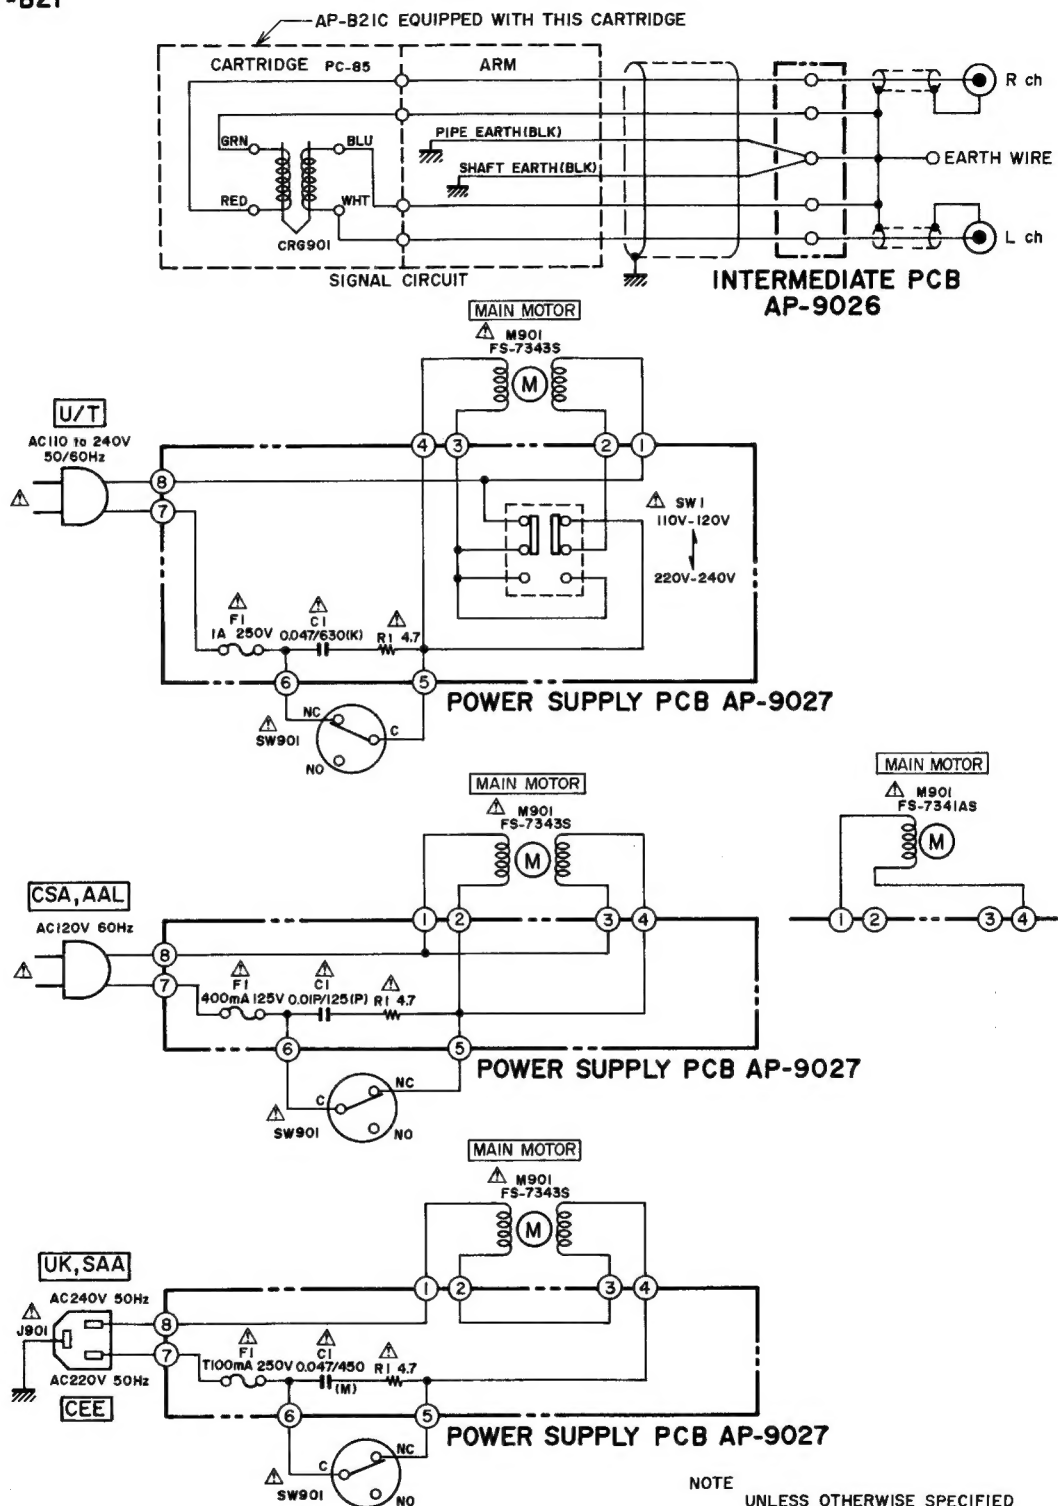 -B21
AP-B21C EQUIPPED WITH THIS CARTRIDGE
CARTRIDGE PC-85
ARM
R ch
GRN
BLU
PIPE EARTH(BLK)
EARTH WIRE
SHAFT EARTH(BLK)
RED
WHT
CRG901
L ch
SIGNAL CIRCUIT
INTERMEDIATE PCB
AP-9026
MAIN MOTOR
M901
FS-7343S
M
U/T
AC110 to 240V
50/60Hz
4 3 2 1
8
7
SW1
110V-120V
220V-240V
F1
1A 250V
C1
0.047/630(K)
R1 4.7
6
5
POWER SUPPLY PCB AP-9027
NC
C
SW901
NO
MAIN MOTOR
M901
FS-7343S
M
MAIN MOTOR
M901
FS-7341AS
M
CSA,AAL
AC120V 60Hz
1 2 3 4
1 2 3 4
8
7
F1
400mA 125V
C1
0.01P/125(P)
R1 4.7
6
5
POWER SUPPLY PCB AP-9027
NC
C
SW901
NO
MAIN MOTOR
M901
FS-7343S
M
UK,SAA
AC240V 50Hz
1 2 3 4
J901
8
7
F1
T100mA 250V
C1
0.047/450
(M)
R1 4.7
AC220V 50Hz
CEE
6
5
POWER SUPPLY PCB AP-9027
NC
C
SW901
NO
NOTE
UNLESS OTHERWISE SPECIFIED